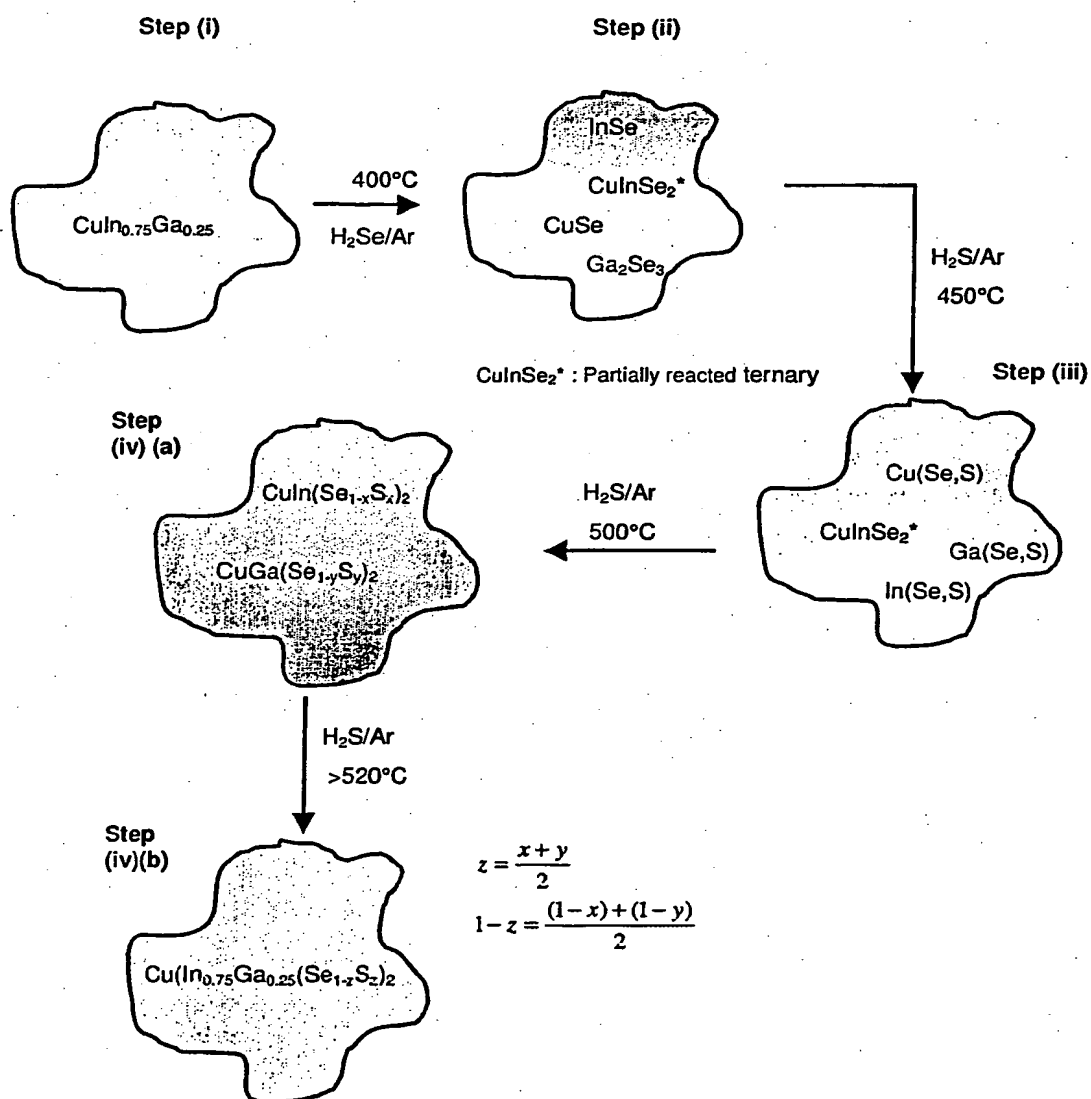 Step (i)
CuIn₀.₇₅Ga₀.₂₅
400°C
H₂Se/Ar
Step (ii)
InSe
CuInSe₂*
CuSe
Ga₂Se₃
H₂S/Ar
450°C
CuInSe₂* : Partially reacted ternary
Step (iii)
Cu(Se,S)
CuInSe₂*
Ga(Se,S)
In(Se,S)
H₂S/Ar
500°C
Step
(iv) (a)
CuIn(Se₁₋ₓSₓ)₂
CuGa(Se₁₋ySy)₂
H₂S/Ar
>520°C
Step
(iv)(b)
Cu(In₀.₇₅Ga₀.₂₅(Se₁₋zSz)₂
z = (x + y)/2
1 − z = ((1 − x) + (1 − y))/2